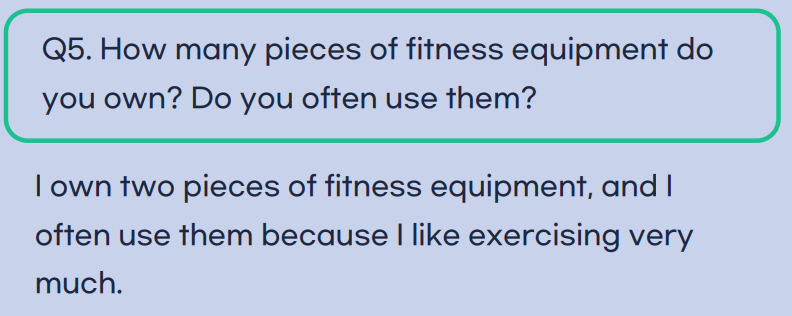 Q5. How many pieces of fitness equipment do
you own? Do you often use them?
I own two pieces of fitness equipment, and I
often use them because I like exercising very
much.